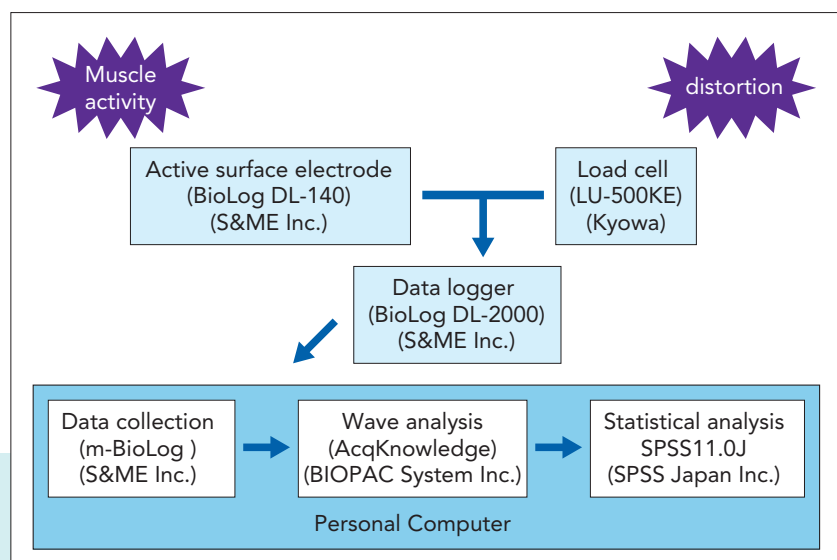 Muscle
activity
distortion
Active surface electrode
(BioLog DL-140)
(S&ME Inc.)
Load cell
(LU-500KE)
(Kyowa)
Data logger
(BioLog DL-2000)
(S&ME Inc.)
Data collection
(m-BioLog )
(S&ME Inc.)
Wave analysis
(AcqKnowledge)
(BIOPAC System Inc.)
Statistical analysis
SPSS11.0J
(SPSS Japan Inc.)
Personal Computer